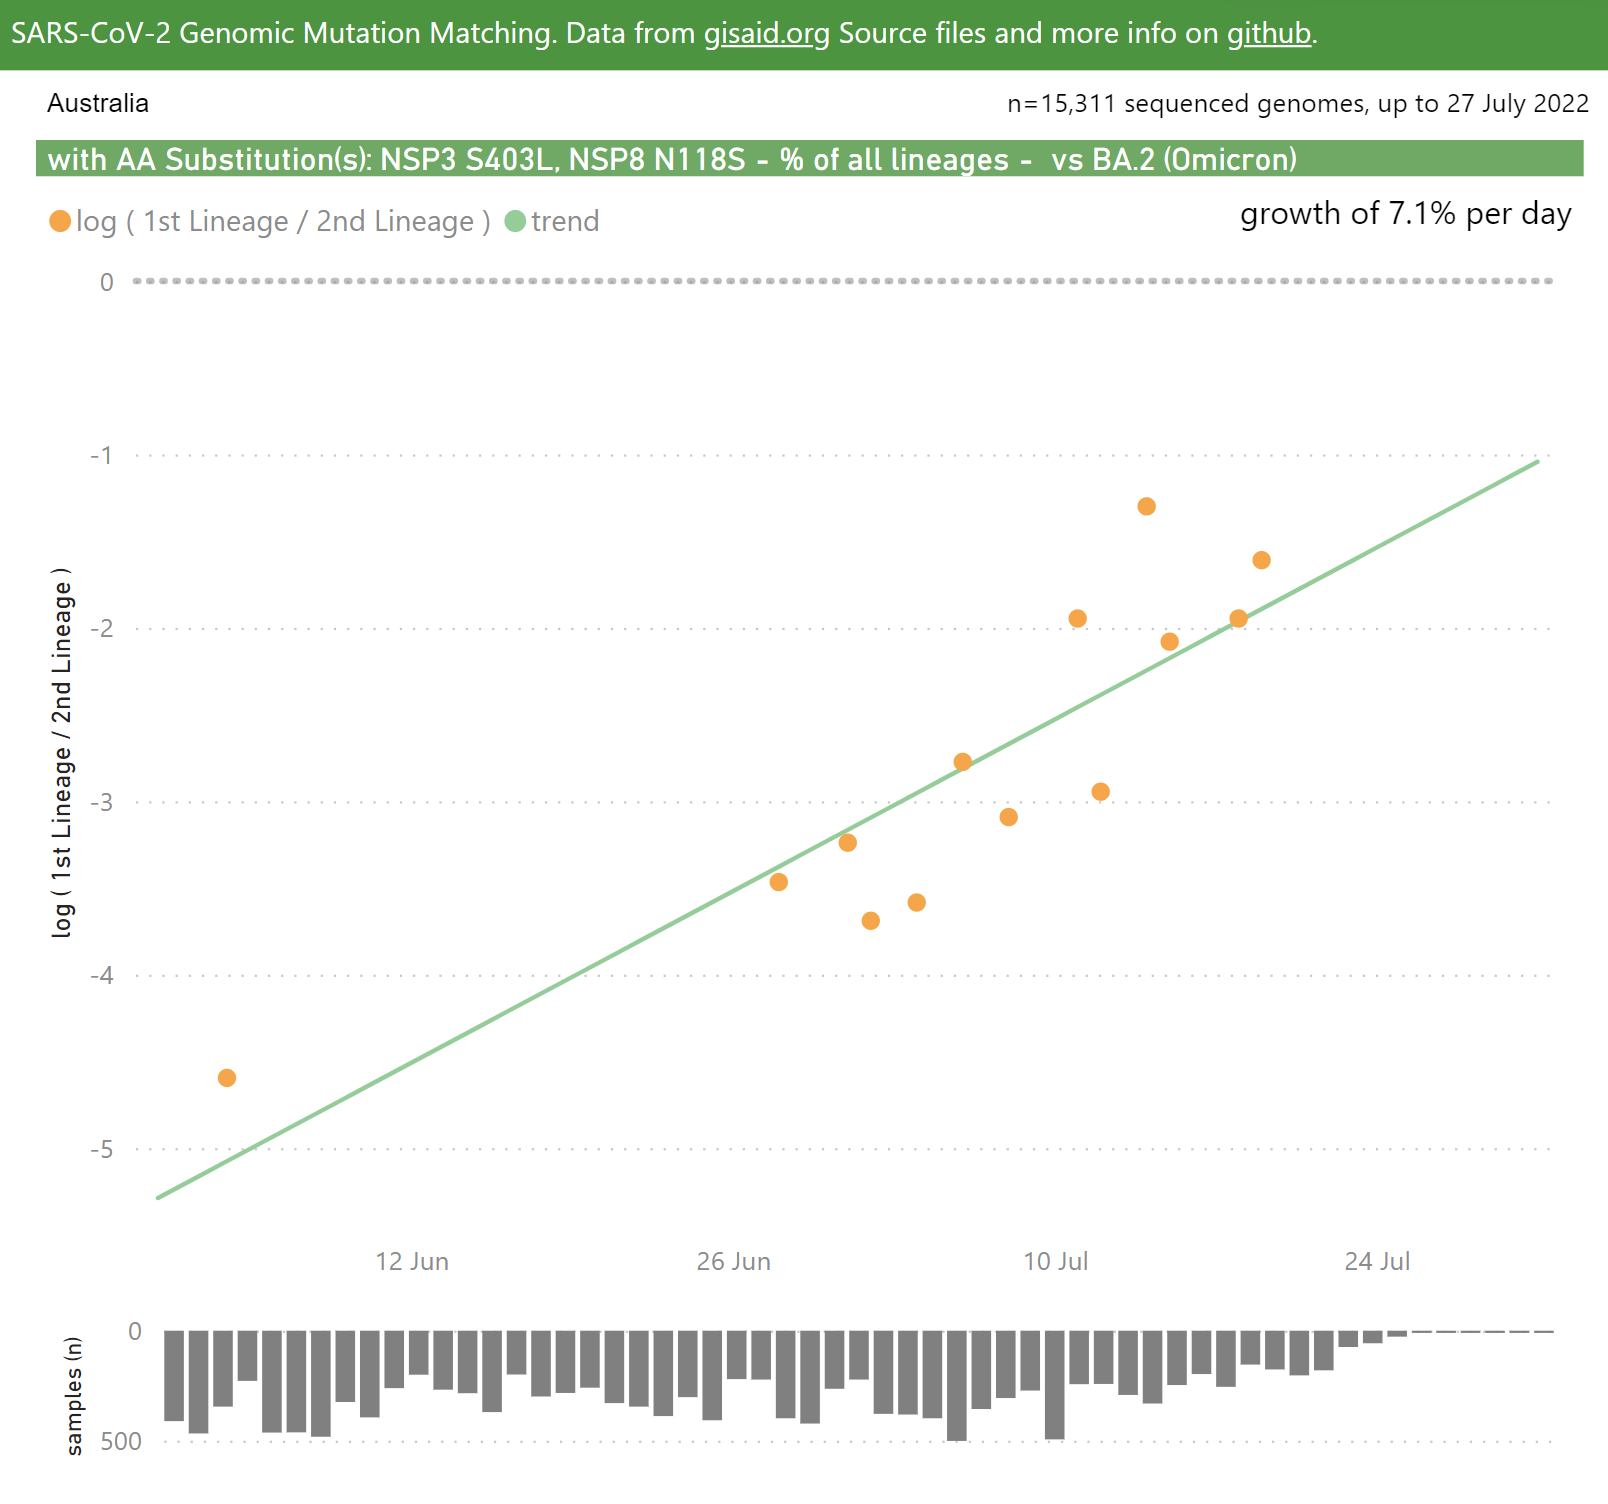 SARS-CoV-2 Genomic Mutation Matching. Data from gisaid.org Source files and more info on github.
Australia
n=15,311 sequenced genomes, up to 27 July 2022
with AA Substitution(s): NSP3 S403L, NSP8 N118S - % of all lineages - vs BA.2 (Omicron)
log ( 1st Lineage / 2nd Lineage ) trend
growth of 7.1% per day
0
-1
-2
-3
-4
-5
log ( 1st Lineage / 2nd Lineage )
12 Jun 26 Jun 10 Jul 24 Jul
0
500
samples (n)